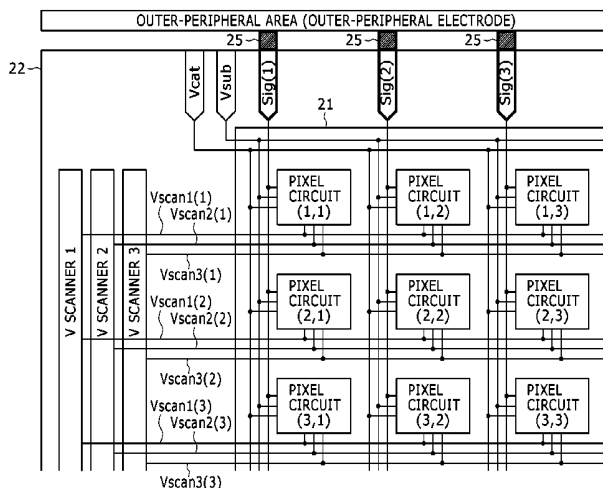 OUTER-PERIPHERAL AREA (OUTER-PERIPHERAL ELECTRODE)
25
25
25
22
Vcat
Vsub
Sig(1)
Sig(2)
Sig(3)
21
V SCANNER 1
V SCANNER 2
V SCANNER 3
Vscan1(1)
Vscan2(1)
Vscan3(1)
PIXEL
CIRCUIT
(1,1)
PIXEL
CIRCUIT
(1,2)
PIXEL
CIRCUIT
(1,3)
Vscan1(2)
Vscan2(2)
Vscan3(2)
PIXEL
CIRCUIT
(2,1)
PIXEL
CIRCUIT
(2,2)
PIXEL
CIRCUIT
(2,3)
Vscan1(3)
Vscan2(3)
Vscan3(3)
PIXEL
CIRCUIT
(3,1)
PIXEL
CIRCUIT
(3,2)
PIXEL
CIRCUIT
(3,3)